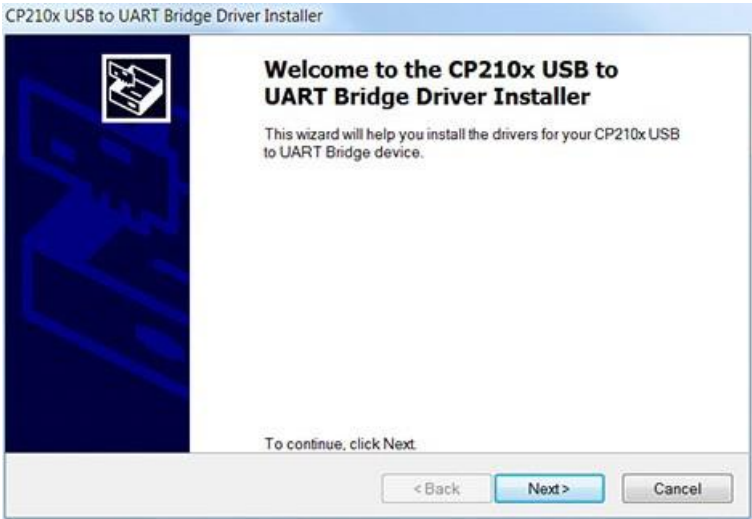 CP210x USB to UART Bridge Driver Installer
Welcome to the CP210x USB to
UART Bridge Driver Installer
This wizard will help you install the drivers for your CP210x USB
to UART Bridge device.
To continue, click Next.
< Back Next > Cancel